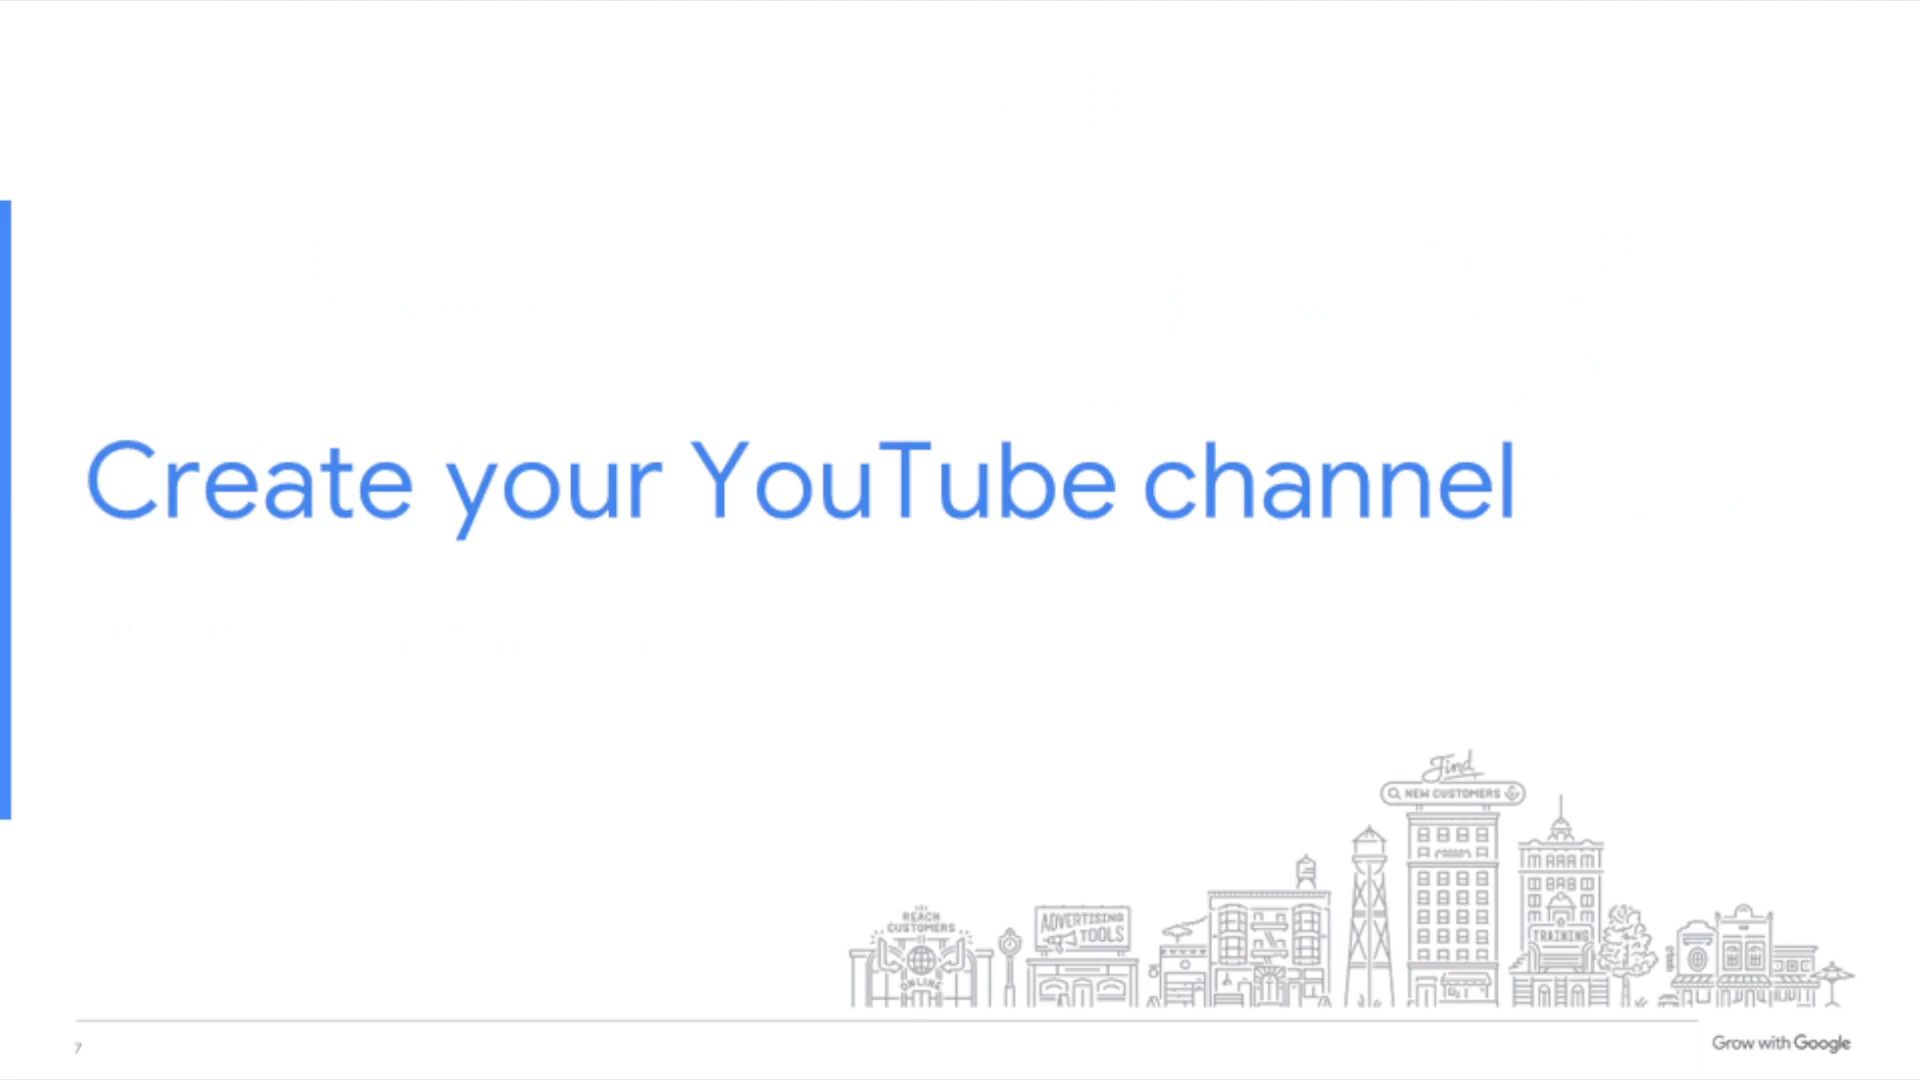 Create your YouTube channel
Find
NEW CUSTOMERS
REACH
CUSTOMERS
ONLINE
ADVERTISING
TOOLS
TRAINING
7
Grow with Google